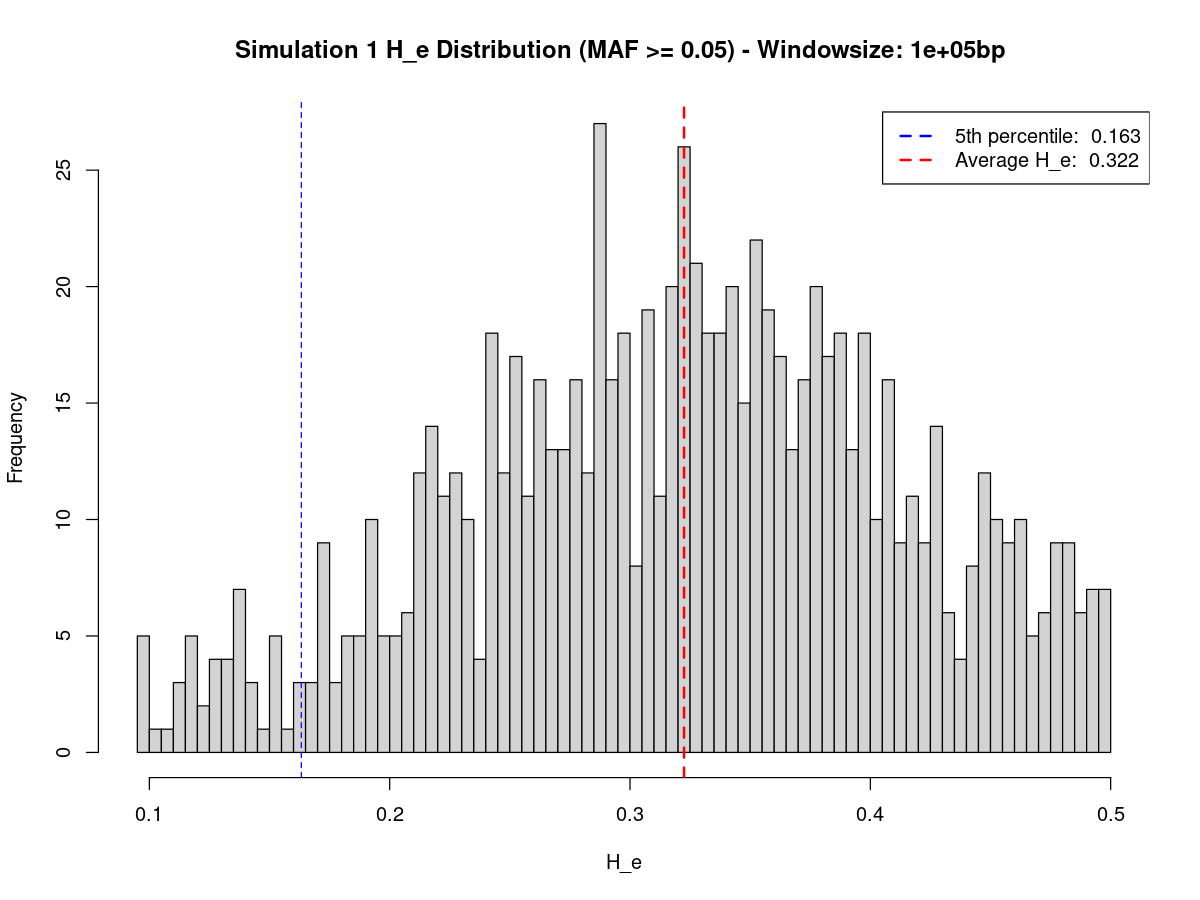 Simulation 1 H_e Distribution (MAF >= 0.05) - Windowsize: 1e+05bp
5th percentile:  0.163
Average H_e:  0.322
Frequency
25
20
15
10
5
0
0.1 0.2 0.3 0.4 0.5
H_e